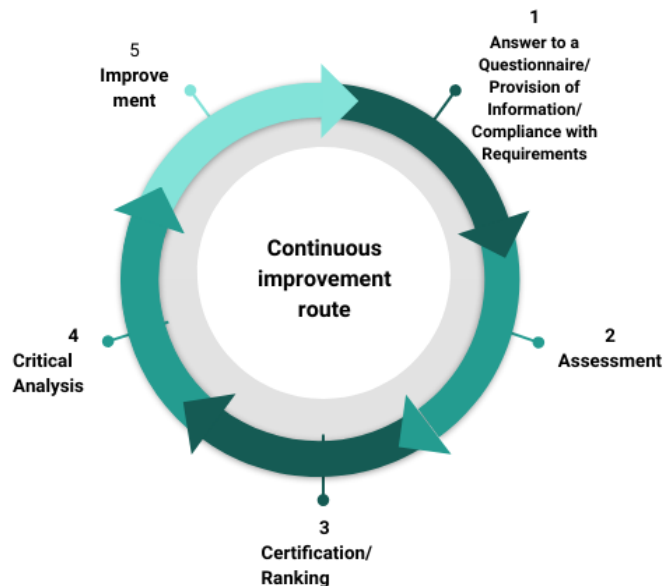 1
Answer to a
Questionnaire/
Provision of
Information/
Compliance with
Requirements
2
Assessment
3
Certification/
Ranking
4
Critical
Analysis
5
Improve
ment
Continuous
improvement
route